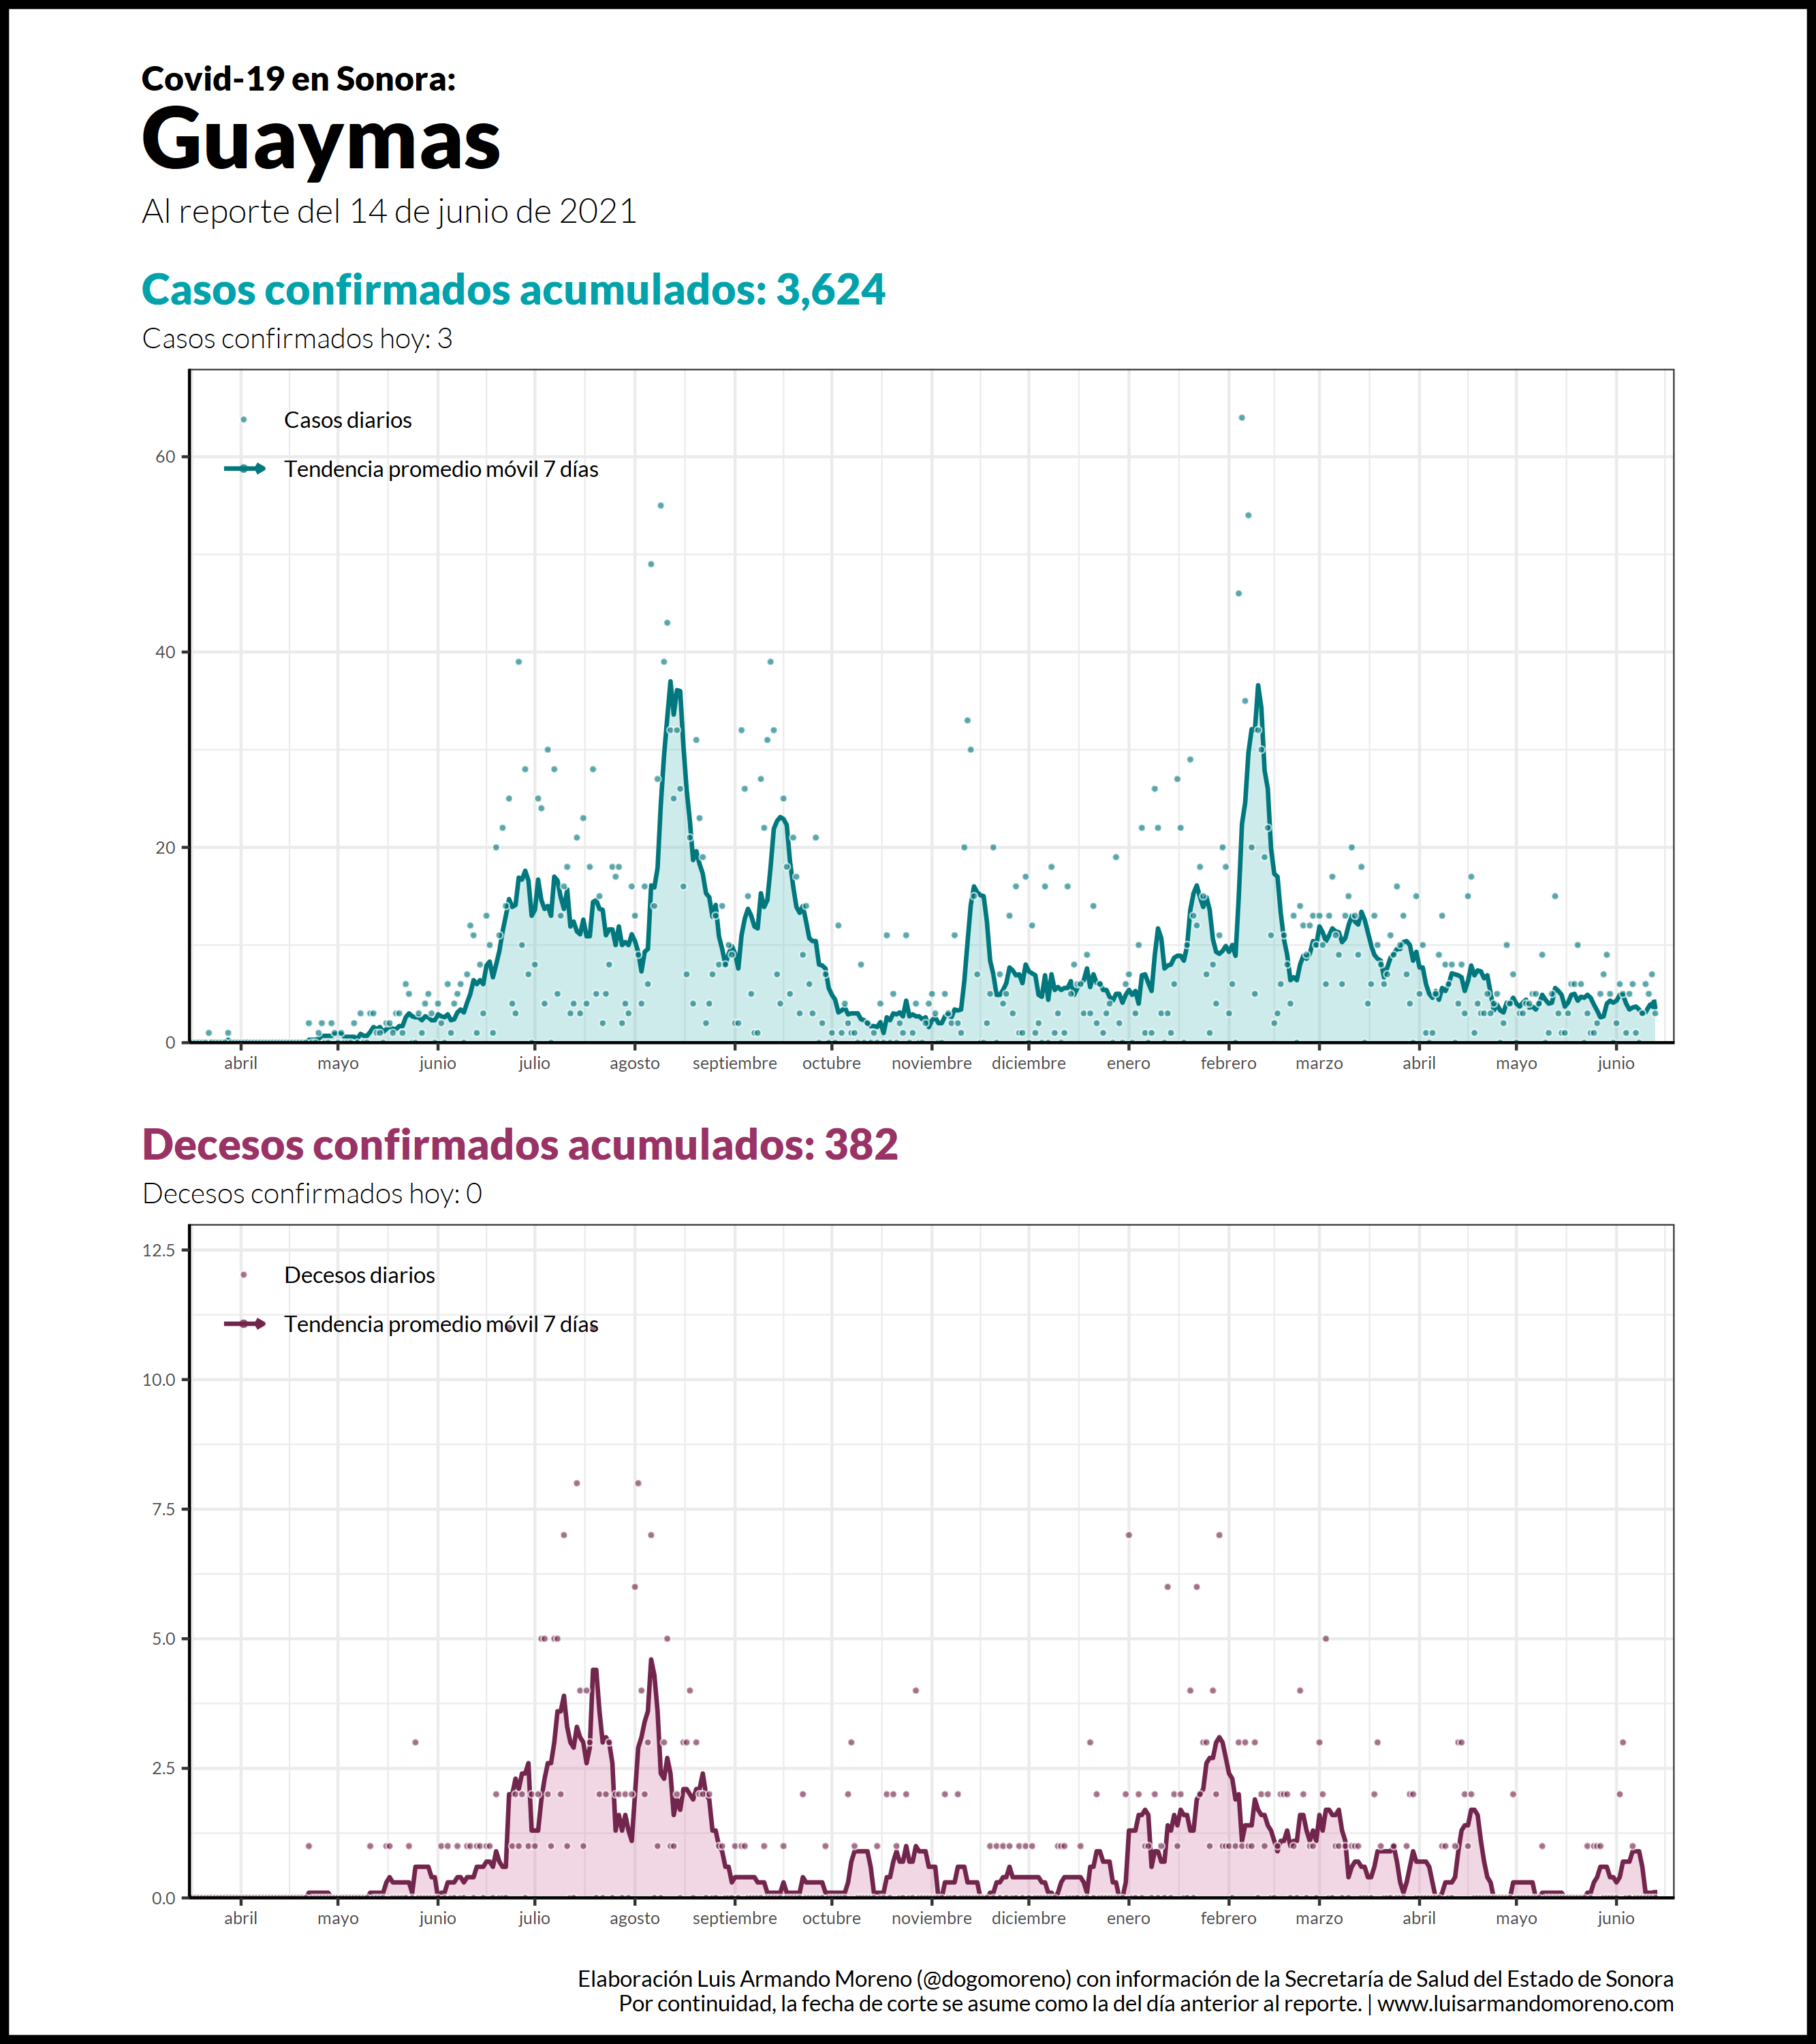 Covid-19 en Sonora:
Guaymas
Al reporte del 14 de junio de 2021
Casos confirmados acumulados: 3,624
Casos confirmados hoy: 3
Casos diarios
Tendencia promedio móvil 7 días
60
40
20
0
abril mayo junio julio agosto septiembre octubre noviembre diciembre enero febrero marzo abril mayo junio
Decesos confirmados acumulados: 382
Decesos confirmados hoy: 0
12.5
Decesos diarios
Tendencia promedio móvil 7 días
10.0
7.5
5.0
2.5
0.0
abril mayo junio julio agosto septiembre octubre noviembre diciembre enero febrero marzo abril mayo junio
Elaboración Luis Armando Moreno (@dogomoreno) con información de la Secretaría de Salud del Estado de Sonora
Por continuidad, la fecha de corte se asume como la del día anterior al reporte. | www.luisarmandomoreno.com